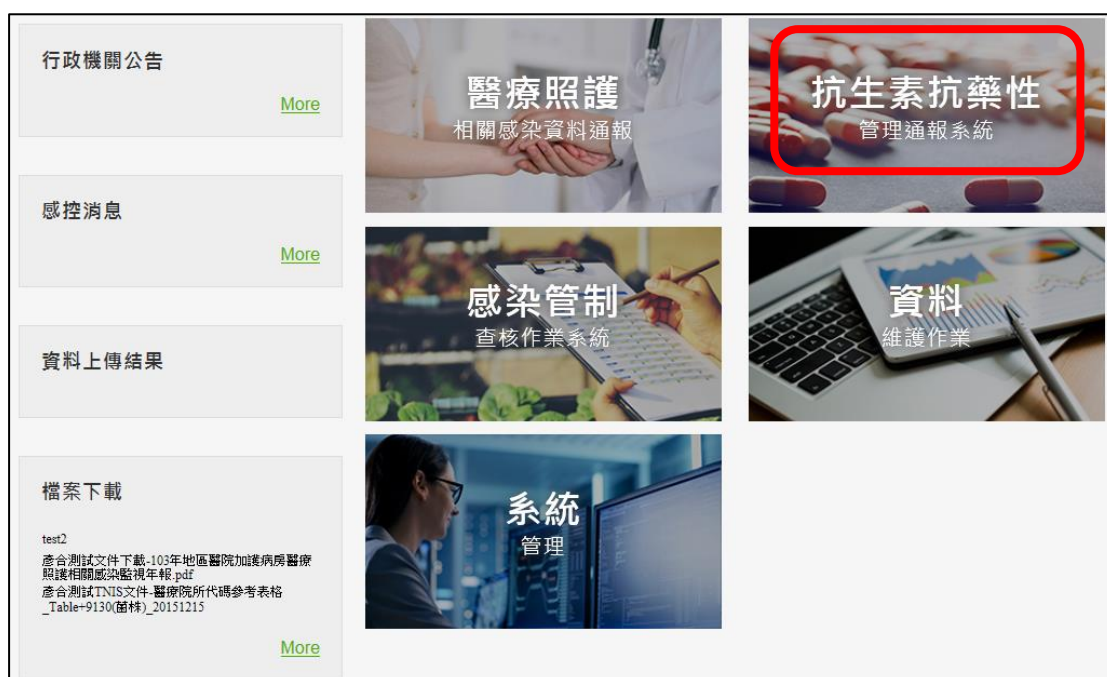 行政機關公告
More
感控消息
More
資料上傳結果
檔案下載
test2
彥合測試文件下載-103年地區醫院加護病房醫療
照護相關感染監視年報.pdf
彥合測試TNIS文件-醫療院所代碼參考表格
_Table+9130(菌株)_20151215
More
醫療照護
相關感染資料通報
抗生素抗藥性
管理通報系統
感染管制
查核作業系統
資料
維護作業
系統
管理